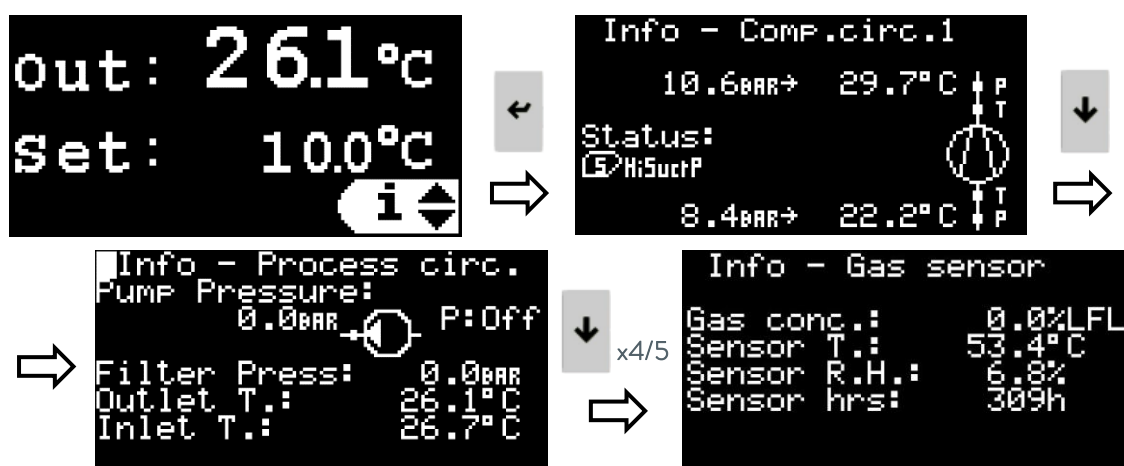 Out: 26.1°C
Set: 10.0°C
i
Info - Comp.circ.1
10.6BAR→ 29.7°C
P
T
Status:
S HiSucrP
8.4BAR→ 22.2°C
T
P
Info - Process circ.
Pump Pressure:
0.0BAR P:Off
Filter Press: 0.0BAR
Outlet T.: 26.1°C
Inlet T.: 26.7°C
x4/5
Info - Gas sensor
Gas conc.: 0.0%LFL
Sensor T.: 53.4°C
Sensor R.H.: 6.8%
Sensor hrs: 309h